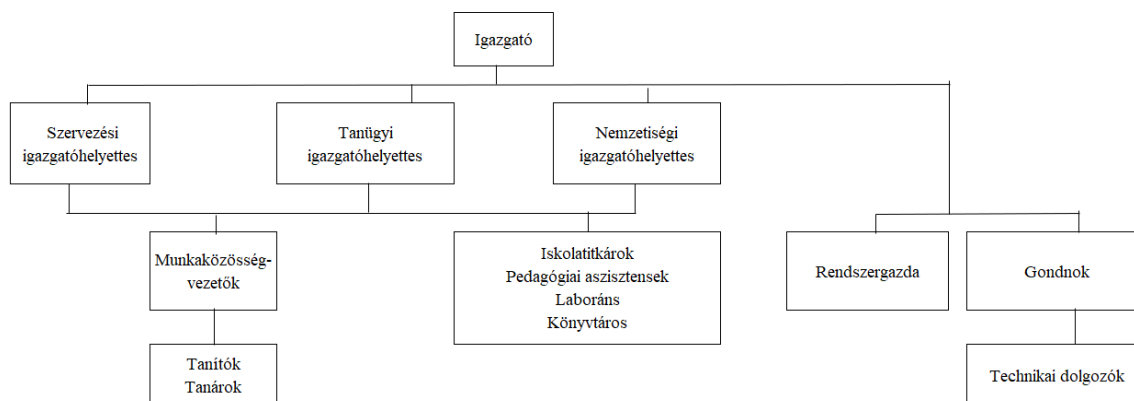 Igazgató
Szervezési
igazgatóhelyettes
Tanügyi
igazgatóhelyettes
Nemzetiségi
igazgatóhelyettes
Munkaközösség-
vezetők
Iskolatitkárok
Pedagógiai aszisztensek
Laboráns
Könyvtáros
Rendszergazda
Gondnok
Tanítók
Tanárok
Technikai dolgozók